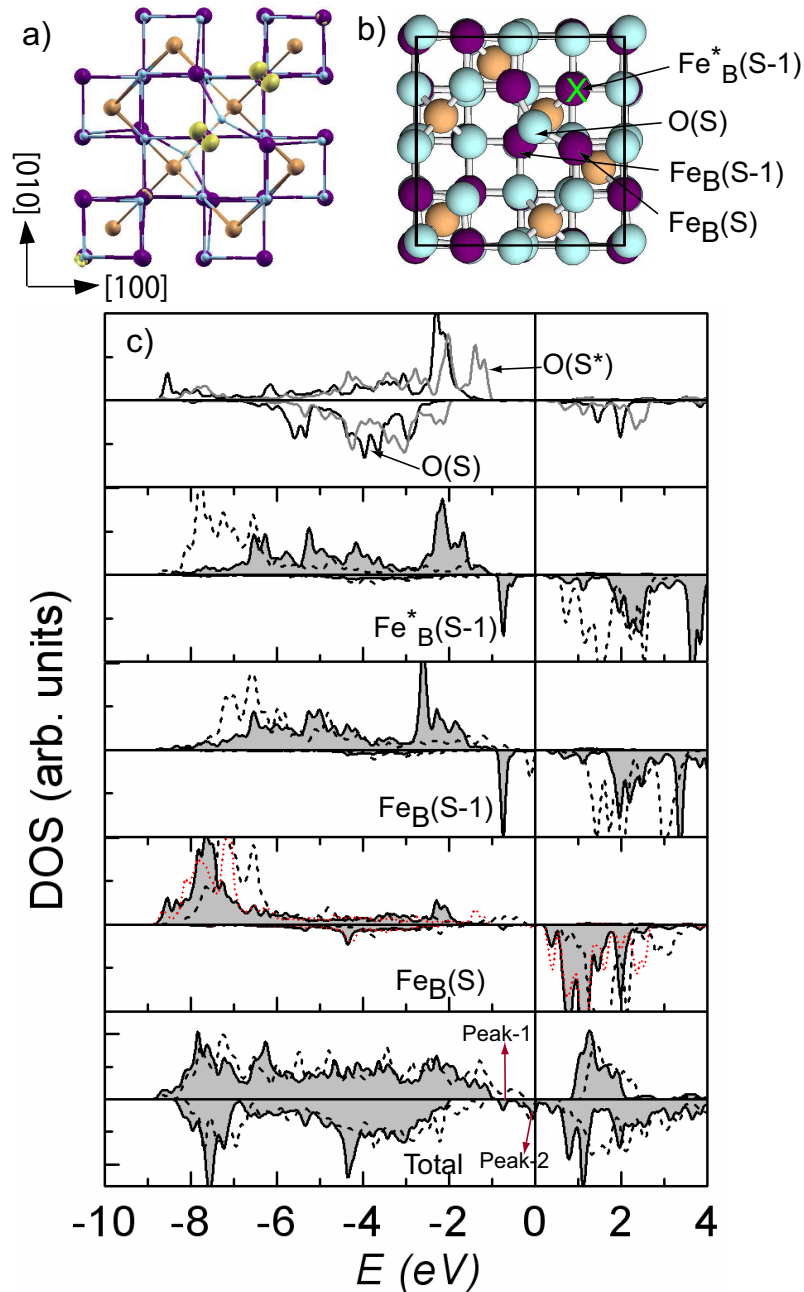 a)
[010]
[100]
b)
X
Fe*B(S-1)
O(S)
FeB(S-1)
FeB(S)
c)
O(S*)
O(S)
Fe*B(S-1)
FeB(S-1)
FeB(S)
Peak-1
Total
Peak-2
DOS (arb. units)
-10 -8 -6 -4 -2 0 2 4
E (eV)